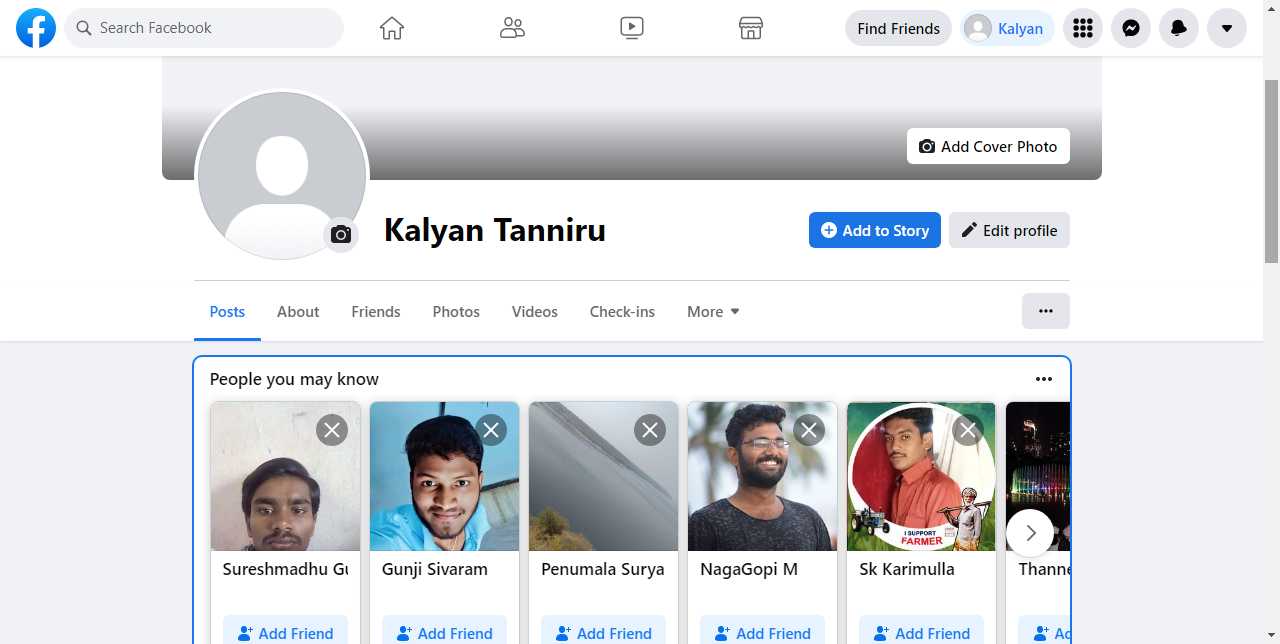 Search Facebook
Find Friends
Kalyan
Add Cover Photo
Kalyan Tanniru
Add to Story
Edit profile
Posts
About
Friends
Photos
Videos
Check-ins
More
People you may know
I SUPPORT
FARMER
Sureshmadhu Gu
Gunji Sivaram
Penumala Surya
NagaGopi M
Sk Karimulla
Thanne
Add Friend
Add Friend
Add Friend
Add Friend
Add Friend
Ad